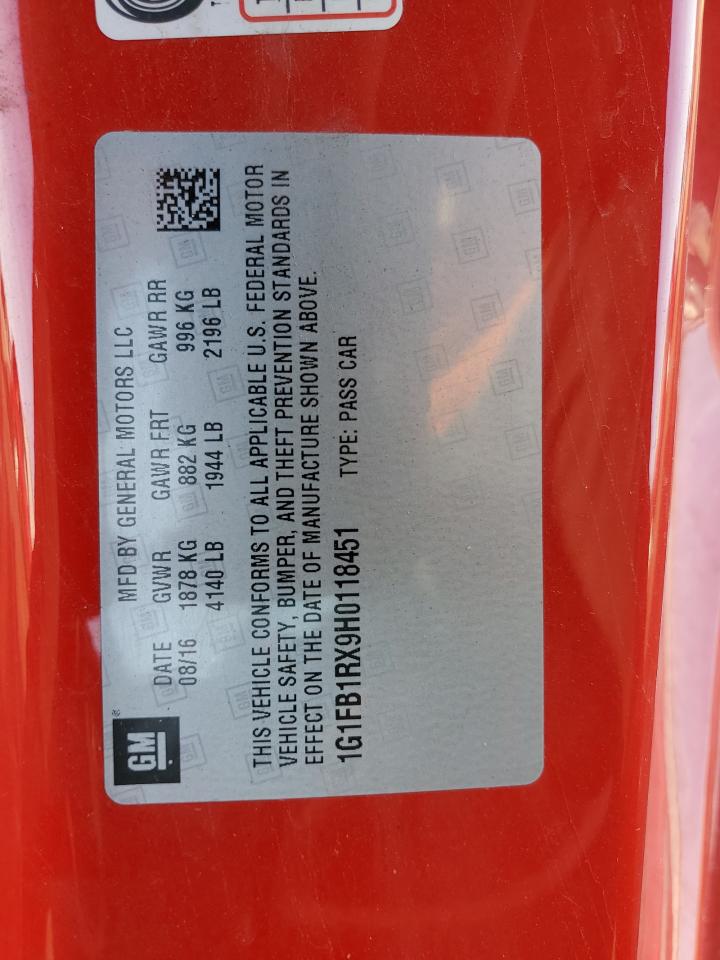 GM®
MFD BY GENERAL MOTORS LLC
DATE GVWR GAWR FRT GAWR RR
08/16 1878 KG 882 KG 996 KG
4140 LB 1944 LB 2196 LB
THIS VEHICLE CONFORMS TO ALL APPLICABLE U.S. FEDERAL MOTOR
VEHICLE SAFETY, BUMPER, AND THEFT PREVENTION STANDARDS IN
EFFECT ON THE DATE OF MANUFACTURE SHOWN ABOVE.
1G1FB1RX9H0118451 TYPE: PASS CAR